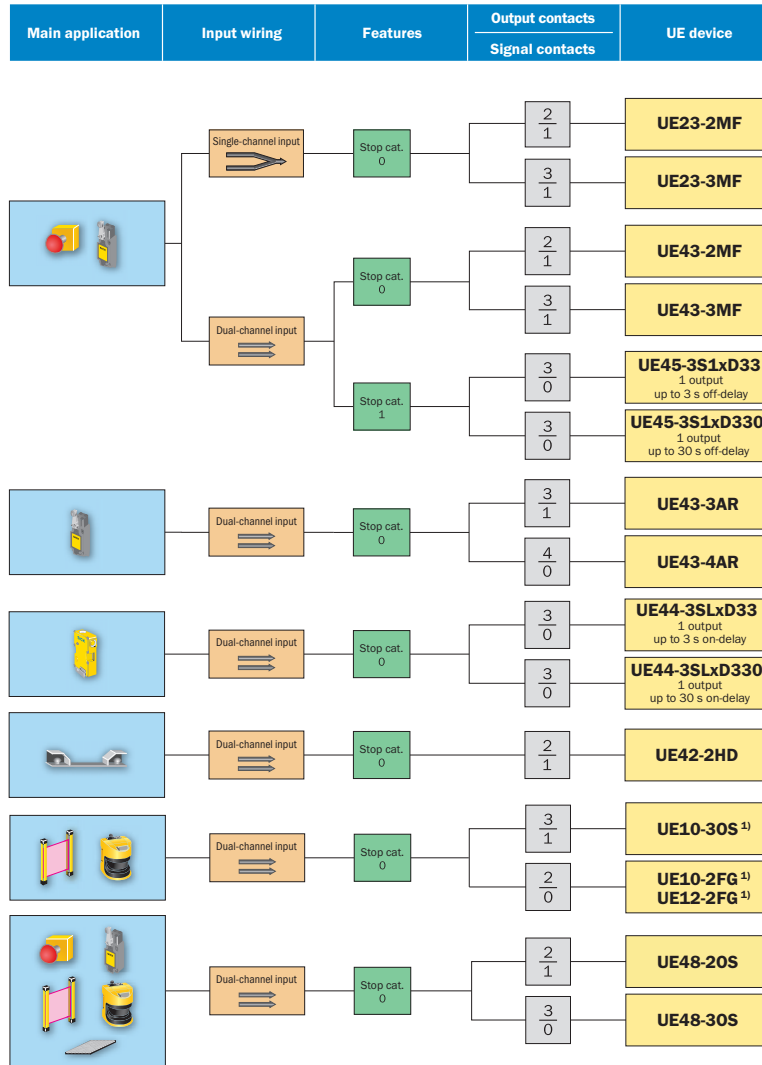 Main application
Input wiring
Features
Output contacts
Signal contacts
UE device
Single-channel input
Stop cat.
0
2
1
UE23-2MF
3
1
UE23-3MF
Dual-channel input
Stop cat.
0
2
1
UE43-2MF
3
1
UE43-3MF
Stop cat.
1
3
0
UE45-3S1xD33
1 output
up to 3 s off-delay
3
0
UE45-3S1xD330
1 output
up to 30 s off-delay
Dual-channel input
Stop cat.
0
3
1
UE43-3AR
4
0
UE43-4AR
Dual-channel input
Stop cat.
0
3
0
UE44-3SLxD33
1 output
up to 3 s on-delay
3
0
UE44-3SLxD330
1 output
up to 30 s on-delay
Dual-channel input
Stop cat.
0
2
1
UE42-2HD
Dual-channel input
Stop cat.
0
3
1
UE10-3OS 1)
2
0
UE10-2FG 1)
UE12-2FG 1)
Dual-channel input
Stop cat.
0
2
1
UE48-2OS
3
0
UE48-3OS